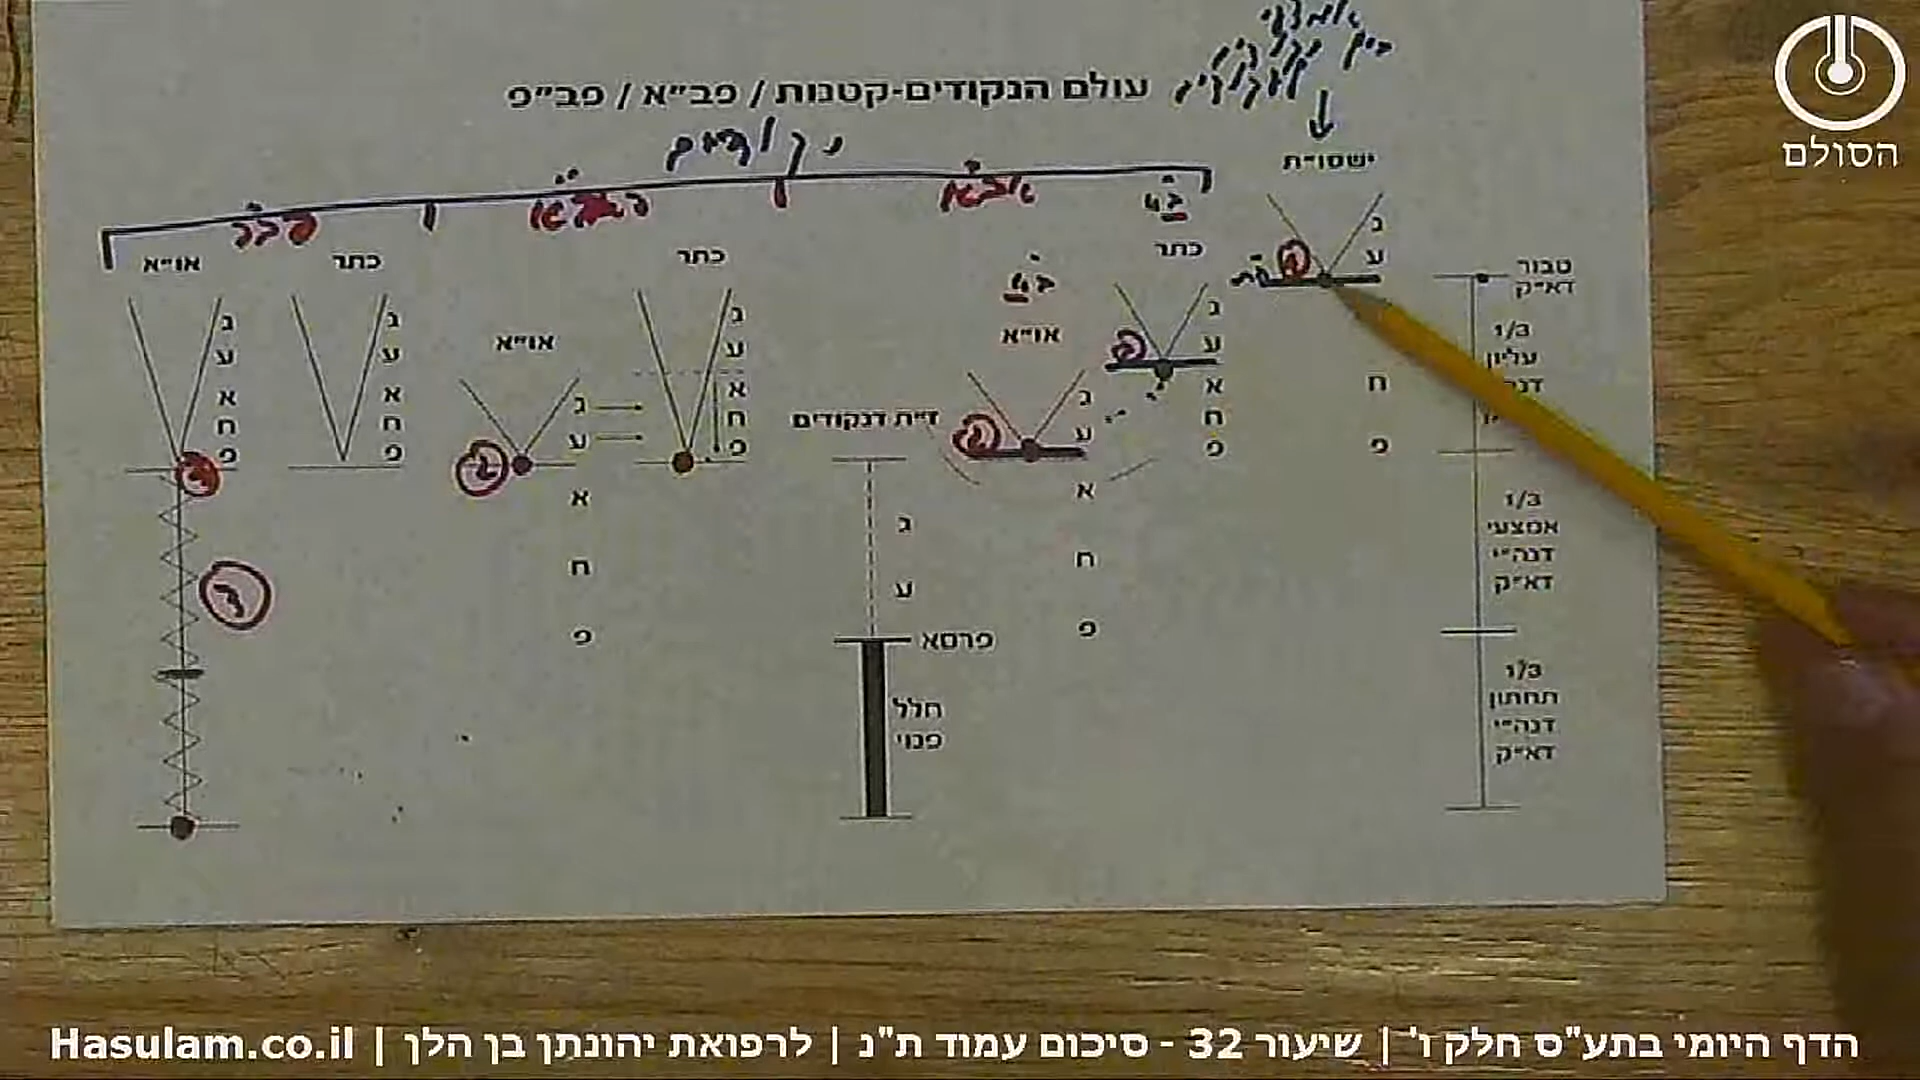 הסולם
עולם הנקודים-קטנות / פב"א / פב"פ
נקודים
ישסו"ת
כתר
או"א
כתר
או"א
כתר
או"א
ג
ע
ח
פ
ג
ע
א
ח
פ
ג
ע
א
ח
פ
ג
ע
א
ח
פ
ג
ע
א
ח
פ
ג
ע
א
ח
פ
ג
ע
א
ח
פ
ז"ת דנקודים
ג
ע
פרסא
חלל
פנוי
טבור
דא"ק
1/3
עליון
1/3
אמצעי
דנה"י
דא"ק
1/3
תחתון
דנה"י
דא"ק
הדף היומי בתע"ס חלק ו' | שיעור 32 - סיכום עמוד ת"נ | לרפואת יהונתן בן הלן | Hasulam.co.il